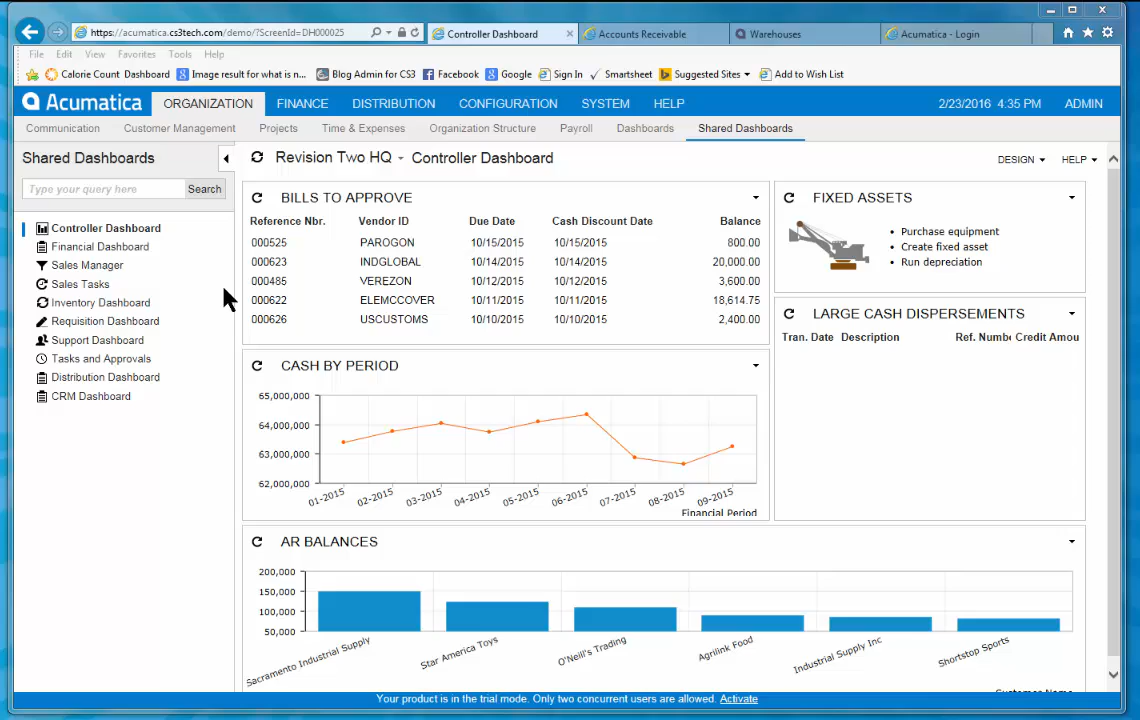 https://acumatica.cs3tech.com/demo/?ScreenId=DH000025
Controller Dashboard
Accounts Receivable
Warehouses
Acumatica - Login
File Edit View Favorites Tools Help
Calorie Count Dashboard Image result for what is n... Blog Admin for CS3 Facebook Google Sign In Smartsheet Suggested Sites Add to Wish List
Acumatica ORGANIZATION FINANCE DISTRIBUTION CONFIGURATION SYSTEM HELP 2/23/2016 4:35 PM ADMIN
Communication Customer Management Projects Time & Expenses Organization Structure Payroll Dashboards Shared Dashboards
Shared Dashboards
Type your query here Search
Controller Dashboard
Financial Dashboard
Sales Manager
Sales Tasks
Inventory Dashboard
Requisition Dashboard
Support Dashboard
Tasks and Approvals
Distribution Dashboard
CRM Dashboard
Revision Two HQ - Controller Dashboard
DESIGN HELP
BILLS TO APPROVE
Reference Nbr. Vendor ID Due Date Cash Discount Date Balance
000525 PAROGON 10/15/2015 10/15/2015 800.00
000623 INDGLOBAL 10/14/2015 10/14/2015 20,000.00
000485 VEREZON 10/15/2015 10/15/2015 3,600.00
000622 ELEMCCOVER 10/11/2015 10/11/2015 18,614.75
000626 USCUSTOMS 10/10/2015 10/10/2015 2,400.00
FIXED ASSETS
• Purchase equipment
• Create fixed asset
• Run depreciation
LARGE CASH DISPERSEMENTS
Tran. Date Description Ref. Numbe Credit Amou
CASH BY PERIOD
65,000,000
64,000,000
63,000,000
62,000,000
01-2015 02-2015 03-2015 04-2015 05-2015 06-2015 07-2015 08-2015 09-2015
Financial Period
AR BALANCES
200,000
150,000
100,000
50,000
Sacramento Industrial Supply Star America Toys O'Neill's Trading Agrilink Food Industrial Supply Inc Shortstop Sports
Customer Name
Your product is in the trial mode. Only two concurrent users are allowed. Activate